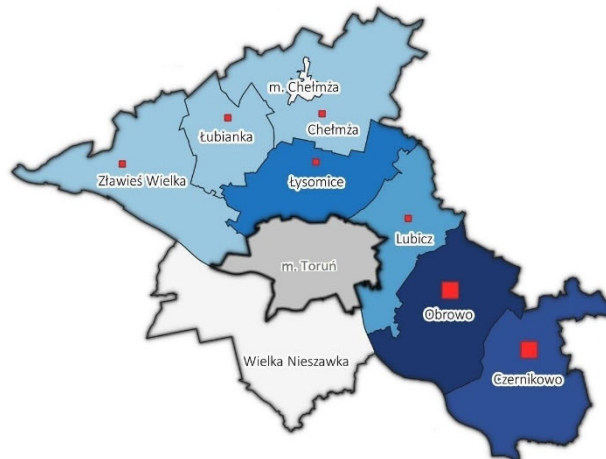 m. Chełmża
Łubianka
Chełmża
Zławieś Wielka
Łysomice
Lubicz
m. Toruń
Obrowo
Wielka Nieszawka
Czernikowo